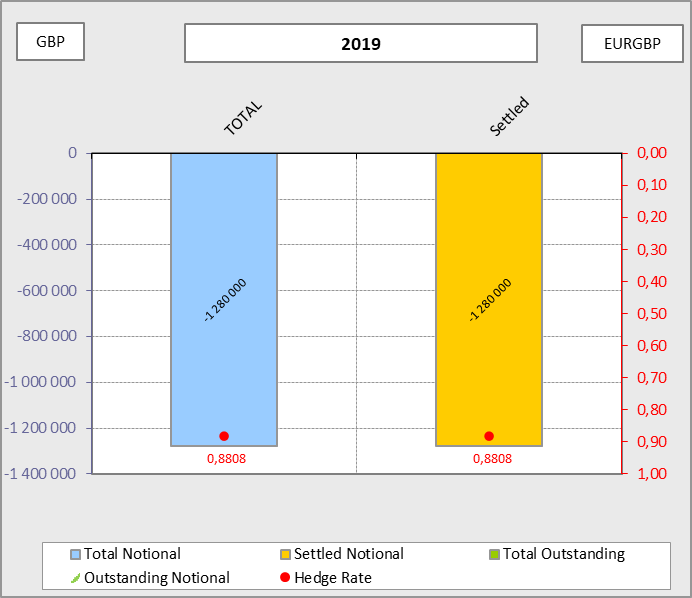 GBP
2019
EURGBP
TOTAL
Settled
0
-200 000
-400 000
-600 000
-800 000
-1 000 000
-1 200 000
-1 400 000
-1 280 000
-1 280 000
0,8808
0,8808
0,00
0,10
0,20
0,30
0,40
0,50
0,60
0,70
0,80
0,90
1,00
Total Notional
Settled Notional
Total Outstanding
Outstanding Notional
Hedge Rate